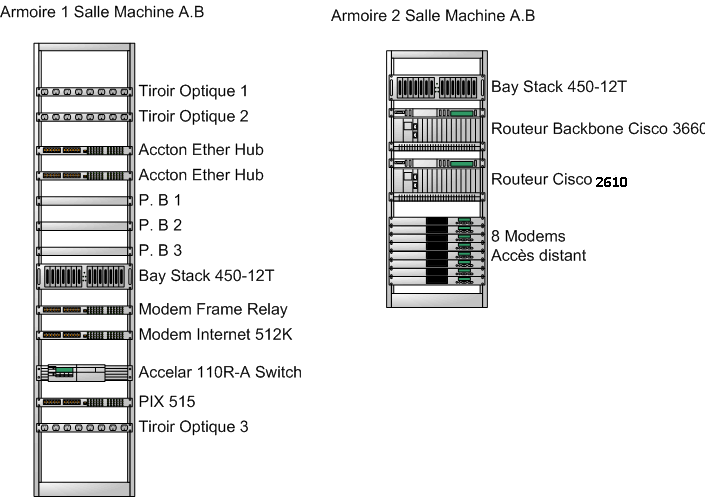 Armoire 1 Salle Machine A.B
Tiroir Optique 1
Tiroir Optique 2
Accton Ether Hub
Accton Ether Hub
P. B 1
P. B 2
P. B 3
Bay Stack 450-12T
Modem Frame Relay
Modem Internet 512K
Accelar 110R-A Switch
PIX 515
Tiroir Optique 3
Armoire 2 Salle Machine A.B
Bay Stack 450-12T
Routeur Backbone Cisco 3660
Routeur Cisco 2610
8 Modems
Accès distant